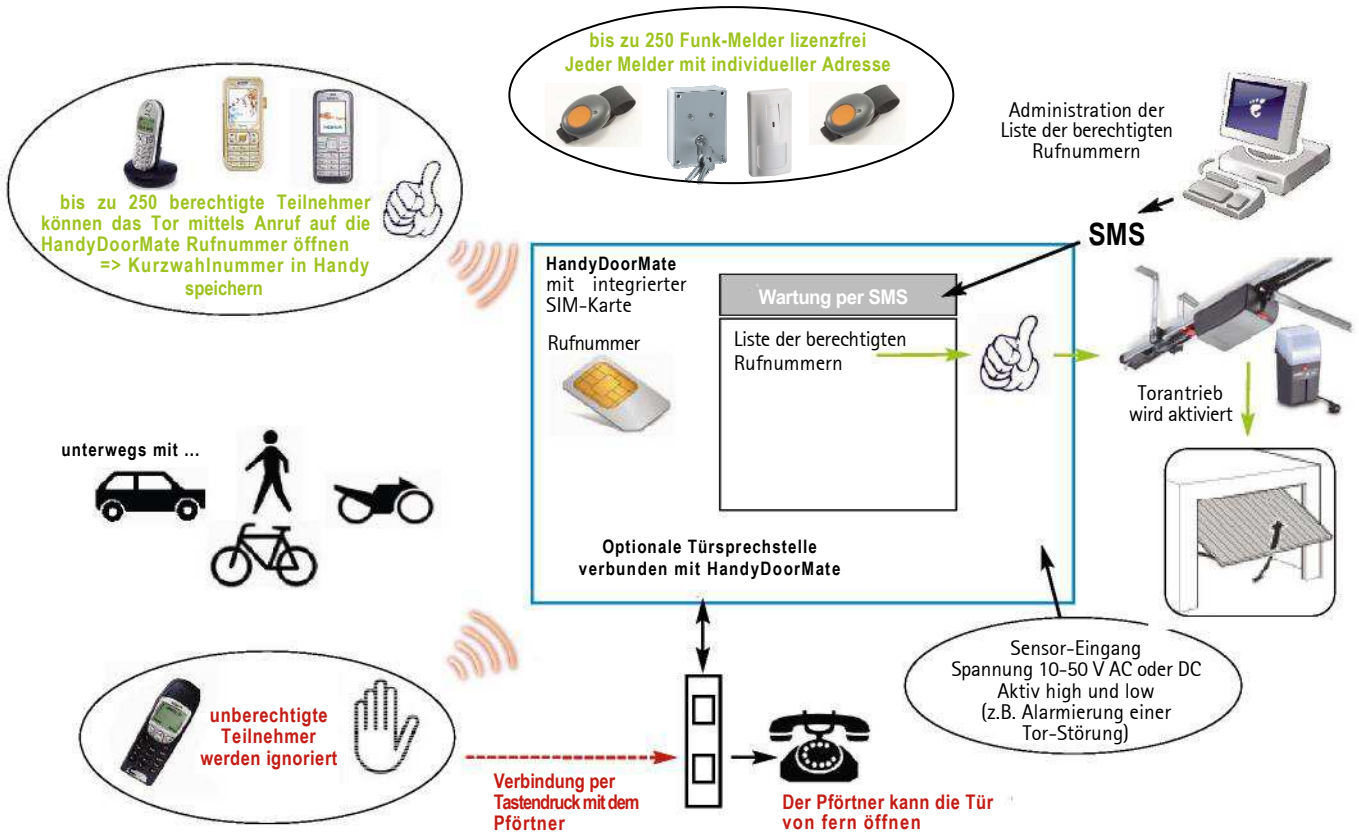 bis zu 250 Funk-Melder lizenzfrei
Jeder Melder mit individueller Adresse
Administration der
Liste der berechtigten
Rufnummern
bis zu 250 berechtigte Teilnehmer
können das Tor mittels Anruf auf die
HandyDoorMate Rufnummer öffnen
=> Kurzwahlnummer in Handy
speichern
SMS
HandyDoorMate
mit integrierter
SIM-Karte
Rufnummer
Wartung per SMS
Liste der berechtigten
Rufnummern
Torantrieb
wird aktiviert
unterwegs mit ...
Optionale Türsprechstelle
verbunden mit HandyDoorMate
Sensor-Eingang
Spannung 10-50 V AC oder DC
Aktiv high und low
(z.B. Alarmierung einer
Tor-Störung)
unberechtigte
Teilnehmer
werden ignoriert
Verbindung per
Tastendruck mit dem
Pförtner
Der Pförtner kann die Tür
von fern öffnen